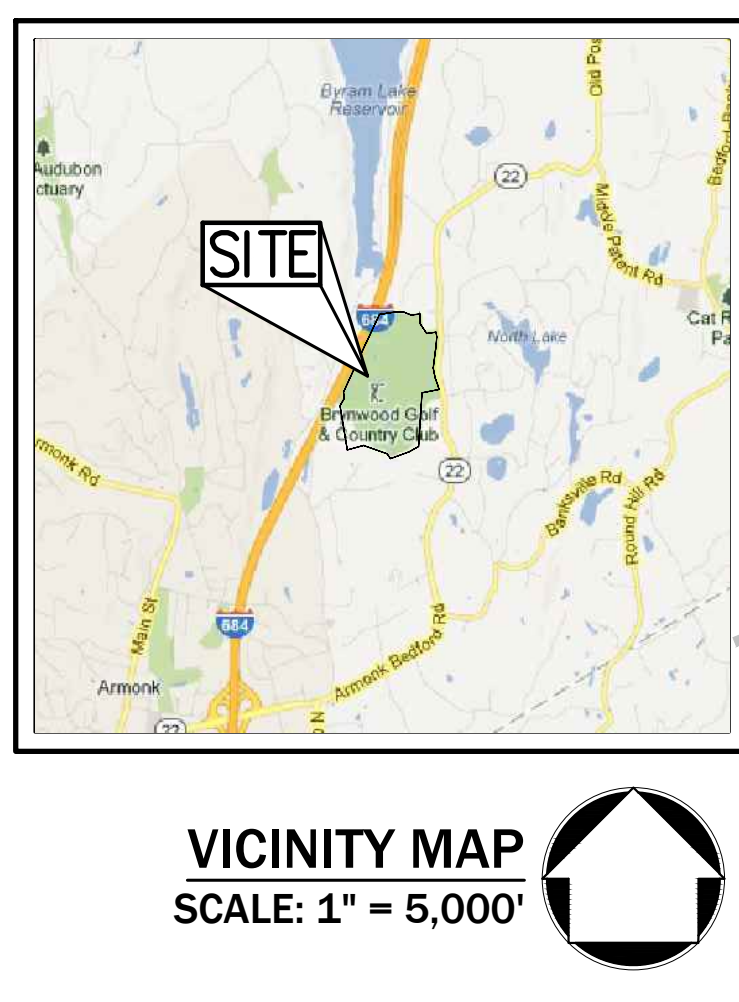 Old Pos
Byram Lake
Reservoir
Audubon
ctuary
22
Bedford-Bank
Middle Patent Rd
SITE
684
North Lake
Cat R
Pa
Brynwood Golf
& Country Club
rmonk Rd
22
Banksville Rd
Round Hill Rd
Main St
684
Armonk Bedford Rd
Armonk
22
N
VICINITY MAP
SCALE: 1" = 5,000'